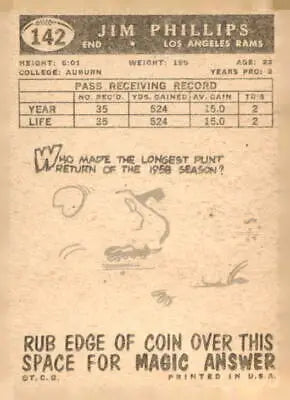 142
JIM PHILLIPS
END LOS ANGELES RAMS
HEIGHT: 6:01 WEIGHT: 195 AGE: 23
COLLEGE: AUBURN YEARS PRO: 2
PASS RECEIVING RECORD
NO. REC'D. YDS. GAINED AV. GAIN TD'S
YEAR 35 524 15.0 2
LIFE 35 524 15.0 2
WHO MADE THE LONGEST PUNT
RETURN OF THE 1958 SEASON?
RUB EDGE OF COIN OVER THIS
SPACE FOR MAGIC ANSWER
©T.C.G. PRINTED IN U.S.A.